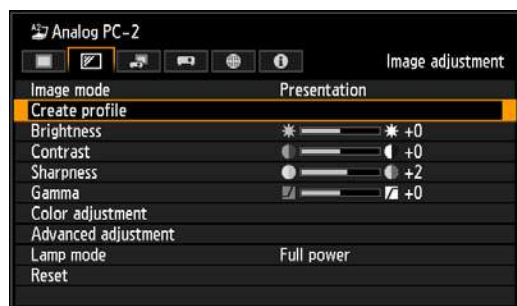 Analog PC-2
Image adjustment
Image mode Presentation
Create profile
Brightness +0
Contrast +0
Sharpness +2
Gamma +0
Color adjustment
Advanced adjustment
Lamp mode Full power
Reset